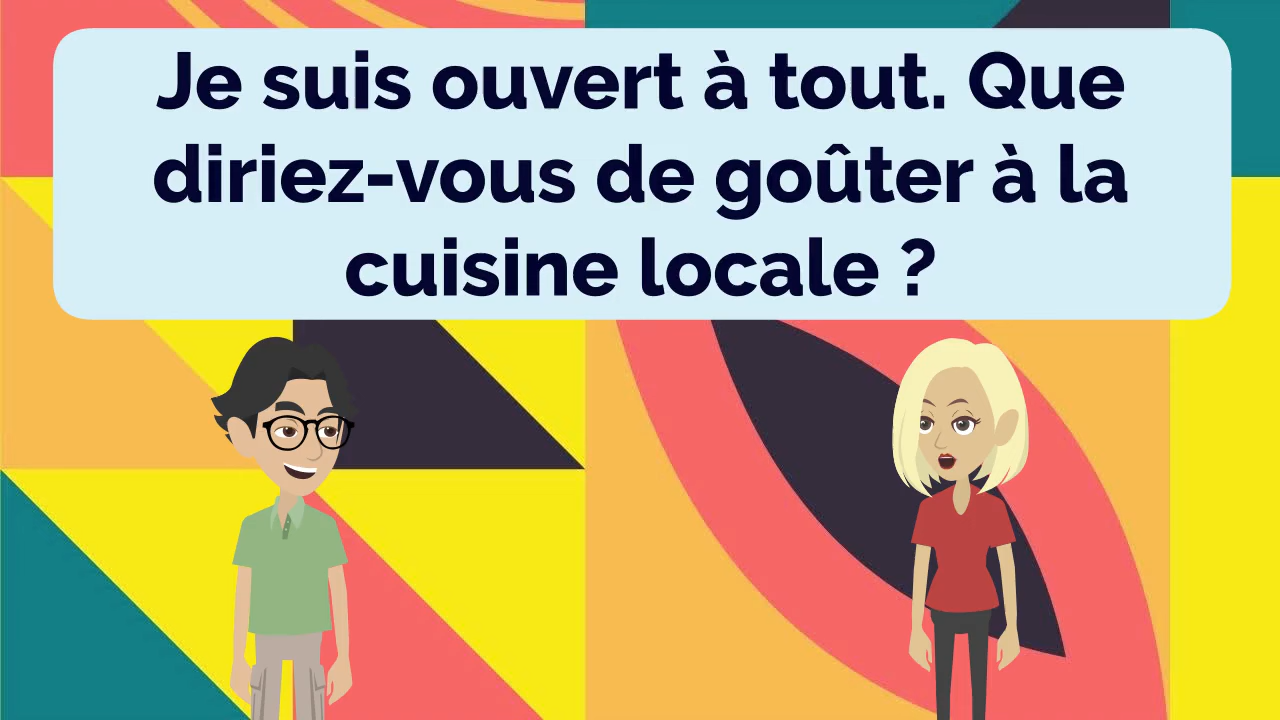 Je suis ouvert à tout. Que
diriez-vous de goûter à la
cuisine locale ?